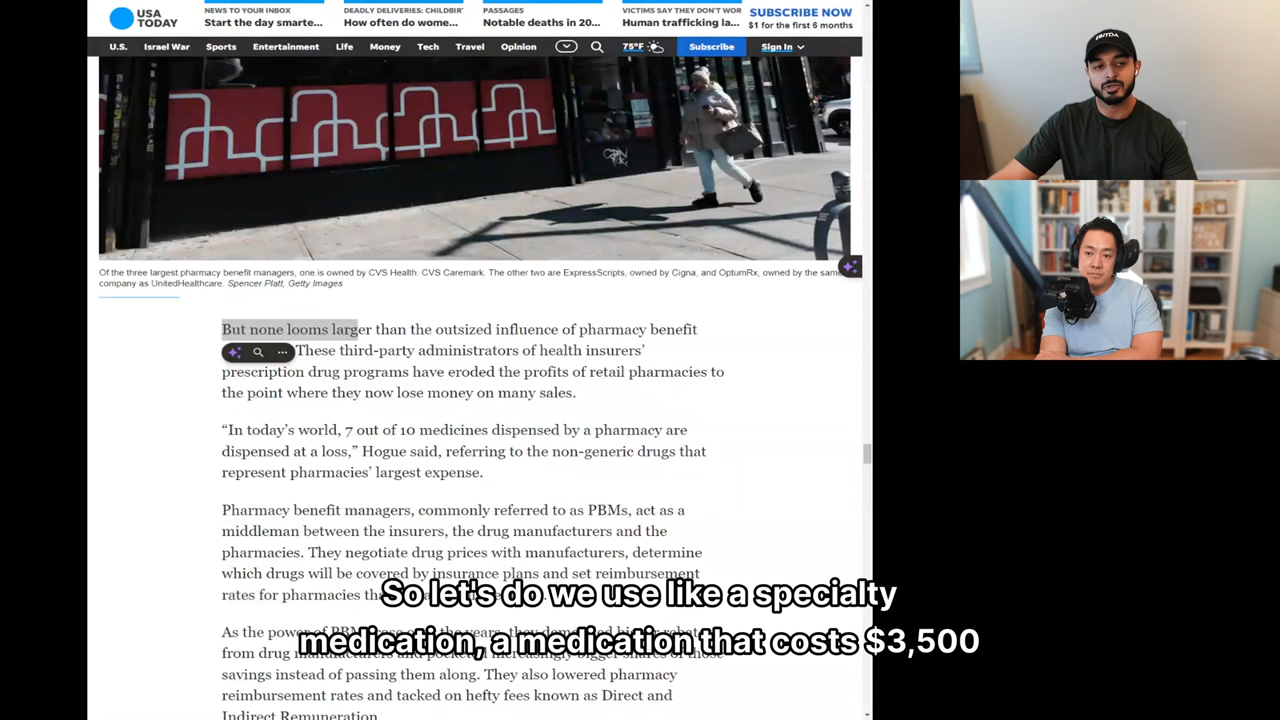 USA
TODAY
NEWS TO YOUR INBOX
Start the day smarte...
DEADLY DELIVERIES: CHILDBIR
How often do wome...
PASSAGES
Notable deaths in 20...
VICTIMS SAY THEY DON'T WOR
Human trafficking la...
SUBSCRIBE NOW
$1 for the first 6 months
U.S. Israel War Sports Entertainment Life Money Tech Travel Opinion 75°F Subscribe Sign In
EBITDA
Of the three largest pharmacy benefit managers, one is owned by CVS Health: CVS Caremark. The other two are ExpressScripts, owned by Cigna, and OptumRx, owned by the same
company as UnitedHealthcare. Spencer Platt, Getty Images
But none looms larger than the outsized influence of pharmacy benefit
These third-party administrators of health insurers'
prescription drug programs have eroded the profits of retail pharmacies to
the point where they now lose money on many sales.
“In today’s world, 7 out of 10 medicines dispensed by a pharmacy are
dispensed at a loss,” Hogue said, referring to the non-generic drugs that
represent pharmacies’ largest expense.
Pharmacy benefit managers, commonly referred to as PBMs, act as a
middleman between the insurers, the drug manufacturers and the
pharmacies. They negotiate drug prices with manufacturers, determine
which drugs will be covered by insurance plans and set reimbursement
rates for pharmacies
So let's do we use like a specialty
medication, a medication that costs $3,500
As the power of
from drug
savings instead of passing them along. They also lowered pharmacy
reimbursement rates and tacked on hefty fees known as Direct and
Indirect Remuneration